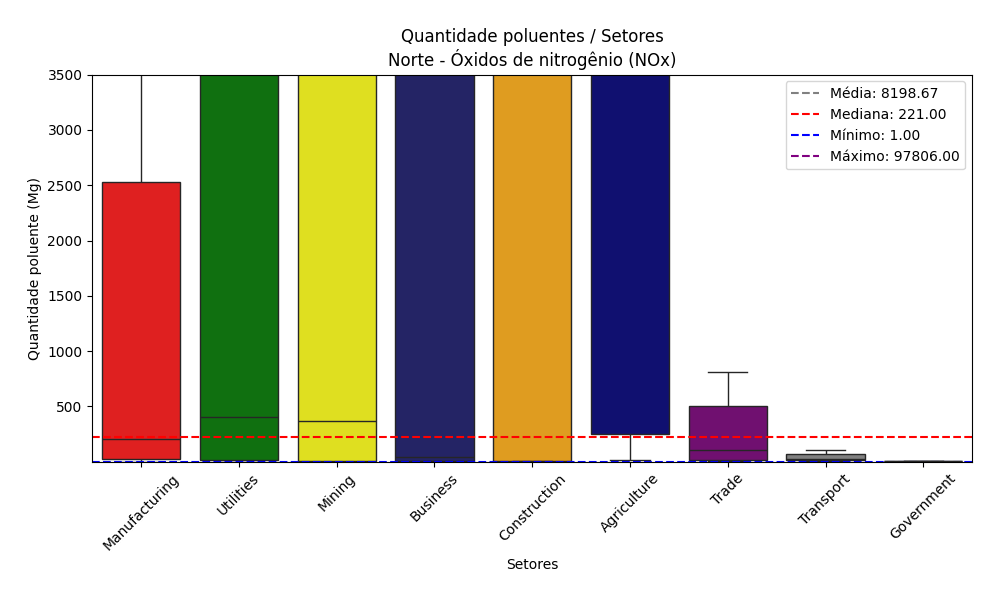 Quantidade poluentes / Setores
Norte - Óxidos de nitrogênio (NOx)
Quantidade poluente (Mg)
3500
3000
2500
2000
1500
1000
500
Média: 8198.67
Mediana: 221.00
Mínimo: 1.00
Máximo: 97806.00
Manufacturing
Utilities
Mining
Business
Construction
Agriculture
Trade
Transport
Government
Setores